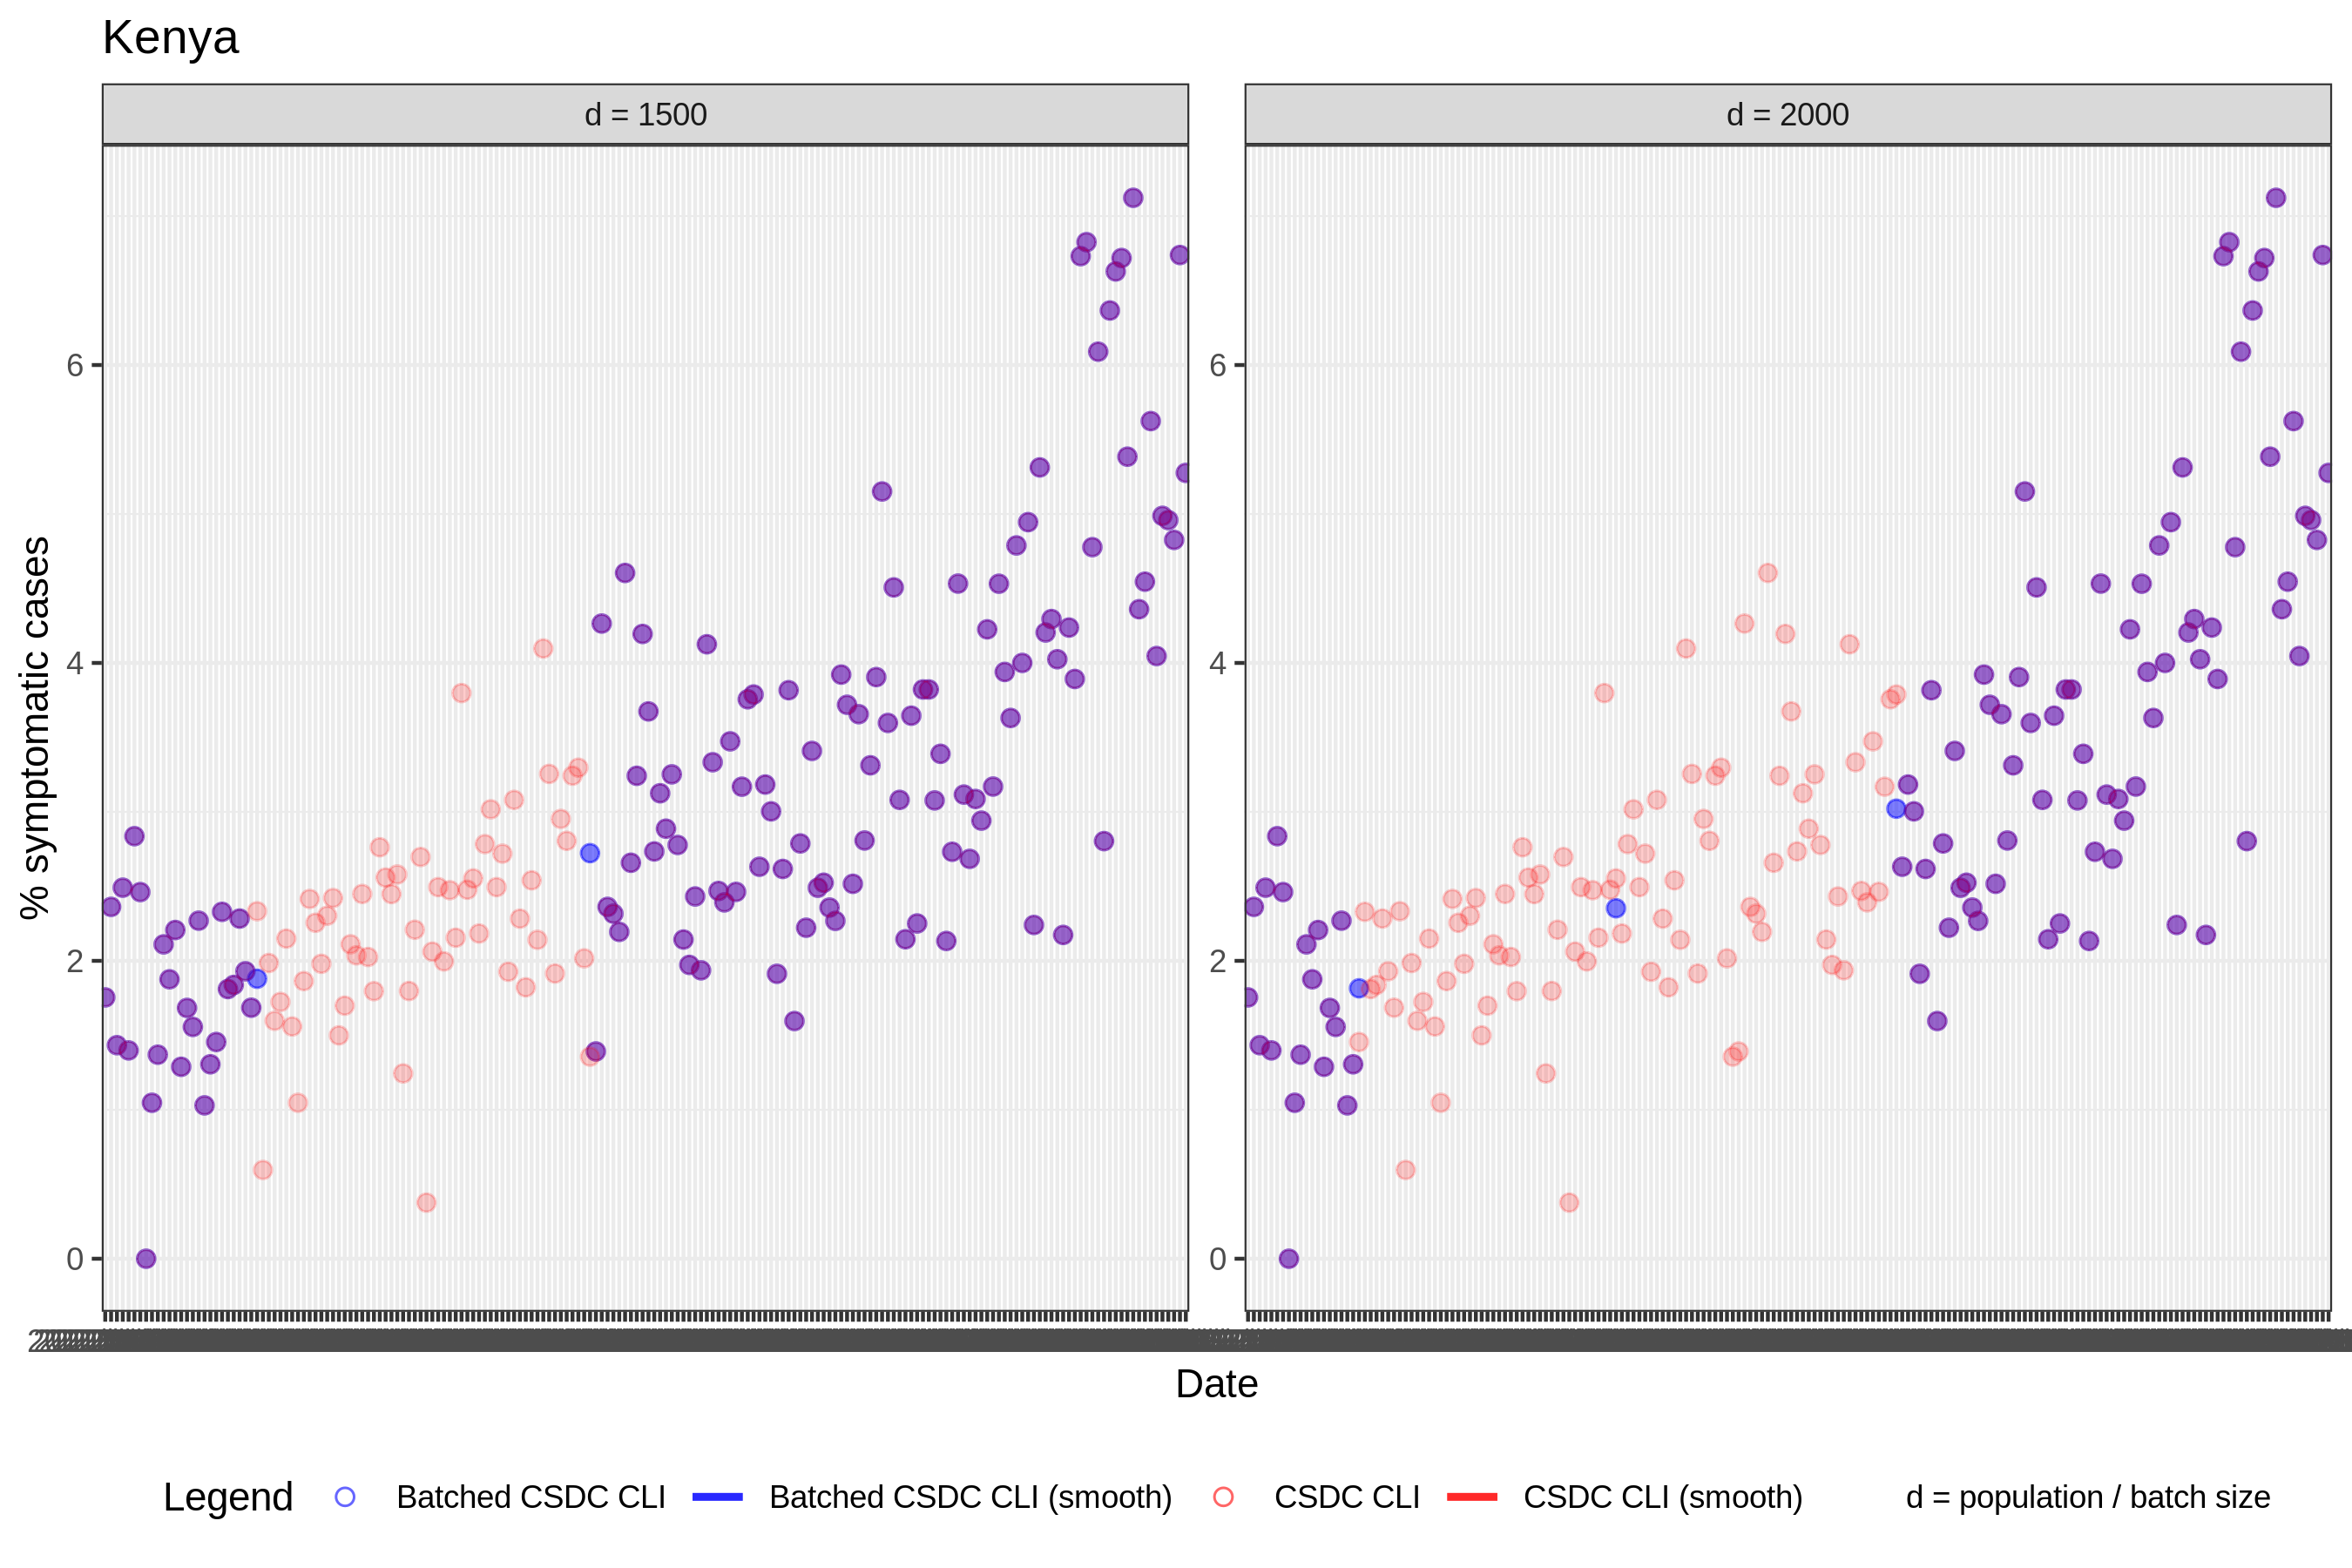 Kenya
d = 1500
d = 2000
% symptomatic cases
6
4
2
0
6
4
2
0
Date
Legend
Batched CSDC CLI
Batched CSDC CLI (smooth)
CSDC CLI
CSDC CLI (smooth)
d = population / batch size